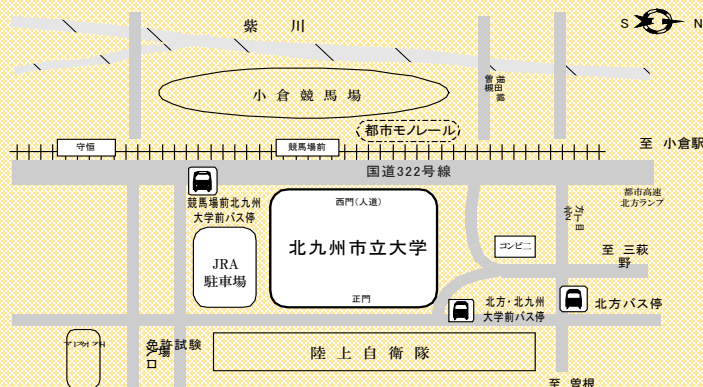 紫 川
S N
小 倉 競 馬 場
都市モノレール
守恒
競馬場前
至 小倉駅
国道322号線
都市高速
北方ランプ
競馬場前北九州
大学前バス停
西門(人道)
北九州市立大学
正門
JRA
駐車場
コンビニ
至 三萩
野
北方・北九州
大学前バス停
北方バス停
免許試験
場
入口
陸 上 自 衛 隊
至 曽根